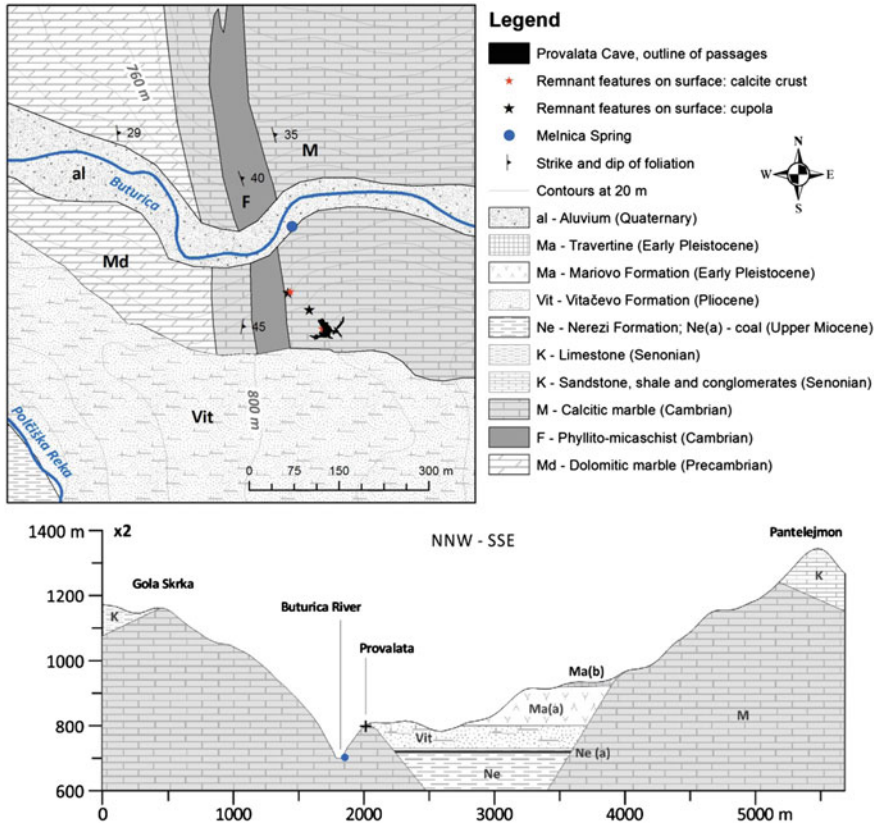 760 m
29
35
M
al
Buturica
40
F
Md
45
Vit
800 m
Polčiška Reka
0 75 150 300 m
Legend
Provalata Cave, outline of passages
Remnant features on surface: calcite crust
Remnant features on surface: cupola
Melnica Spring
Strike and dip of foliation
Contours at 20 m
al - Aluvium (Quaternary)
Ma - Travertine (Early Pleistocene)
Ma - Mariovo Formation (Early Pleistocene)
Vit - Vitačevo Formation (Pliocene)
Ne - Nerezi Formation; Ne(a) - coal (Upper Miocene)
K - Limestone (Senonian)
K - Sandstone, shale and conglomerates (Senonian)
M - Calcitic marble (Cambrian)
F - Phyllito-micaschist (Cambrian)
Md - Dolomitic marble (Precambrian)
N
W E
S
1400 m x2
NNW - SSE
Pantelejmon
1200
Gola Skrka
K
K
Buturica River
Provalata
1000
Ma(b)
Ma(a)
M
800
Vit
Ne (a)
Ne
600
0 1000 2000 3000 4000 5000 m